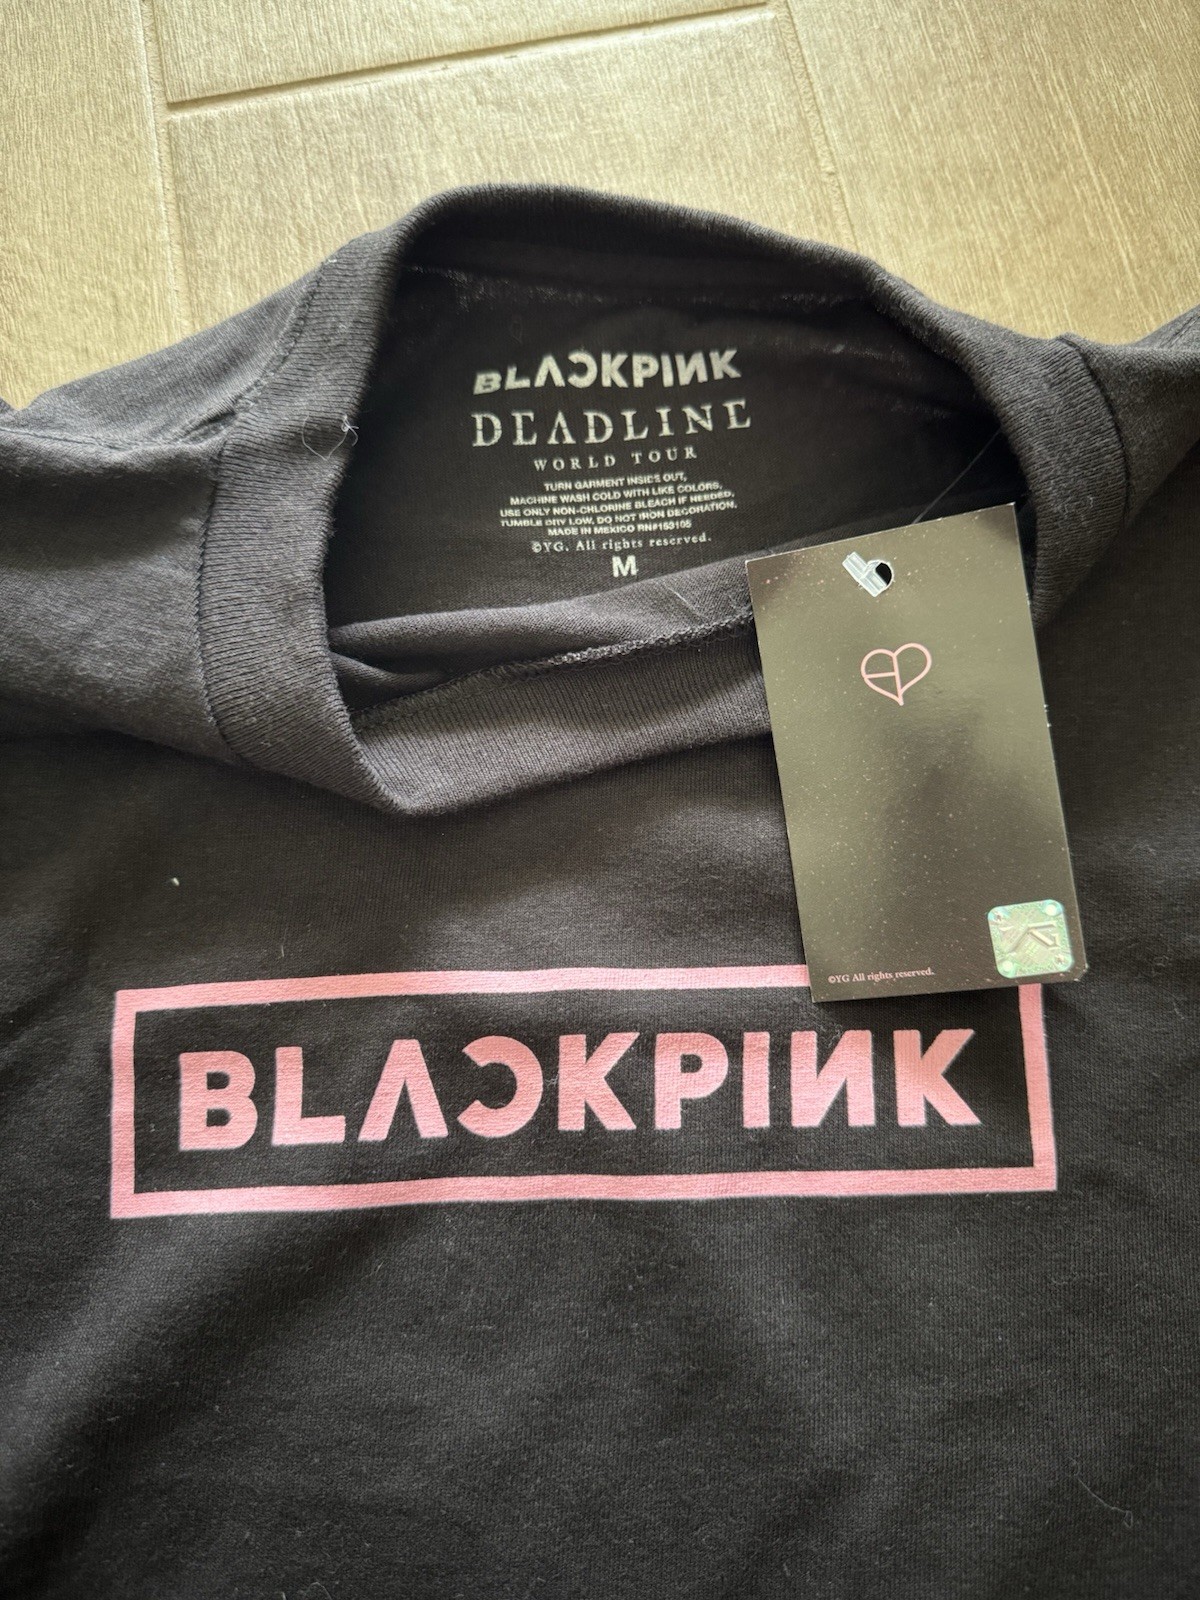 BLACKPINK
DEADLINE
WORLD TOUR
TURN GARMENT INSIDE OUT,
MACHINE WASH COLD WITH LIKE COLORS,
USE ONLY NON-CHLORINE BLEACH IF NEEDED,
TUMBLE DRY LOW, DO NOT IRON DECORATION.
MADE IN MEXICO RN#153105
©YG. All rights reserved.
M
©YG All rights reserved.
BLACKPINK